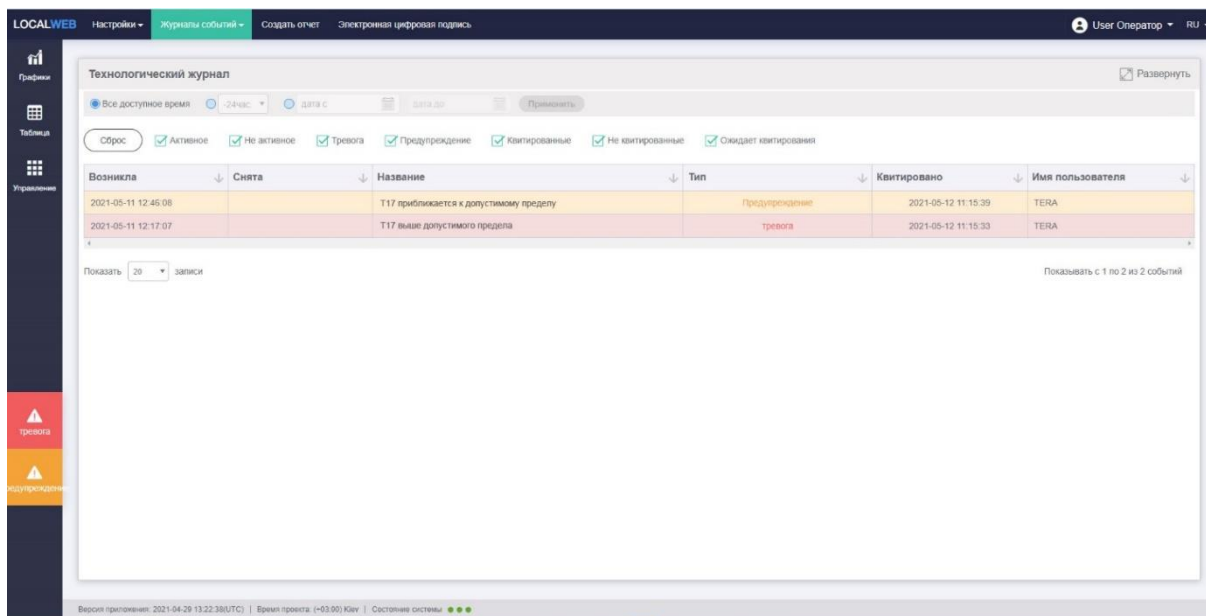 LOCALWEB Настройки Журналы событий Создать отчет Электронная цифровая подпись User Оператор RU
Графики
Таблица
Управление
тревога
Технологический журнал Развернуть
Все доступное время -24час. дата с дата до Применить
Сброс Активное Не активное Тревога Предупреждение Квитированные Не квитированные Ожидает квитирования
Возникла Снята Название Тип Квитировано Имя пользователя
2021-05-11 12:46:08 T17 приближается к допустимому пределу Предупреждение 2021-05-12 11:15:39 TERA
2021-05-11 12:17:07 T17 выше допустимого предела тревога 2021-05-12 11:15:33 TERA
Показать 20 записи Показывать с 1 по 2 из 2 событий
Версия приложения: 2021-04-29 13:22:38(UTC) | Время проекта: (+03:00) Kiev | Состояние системы